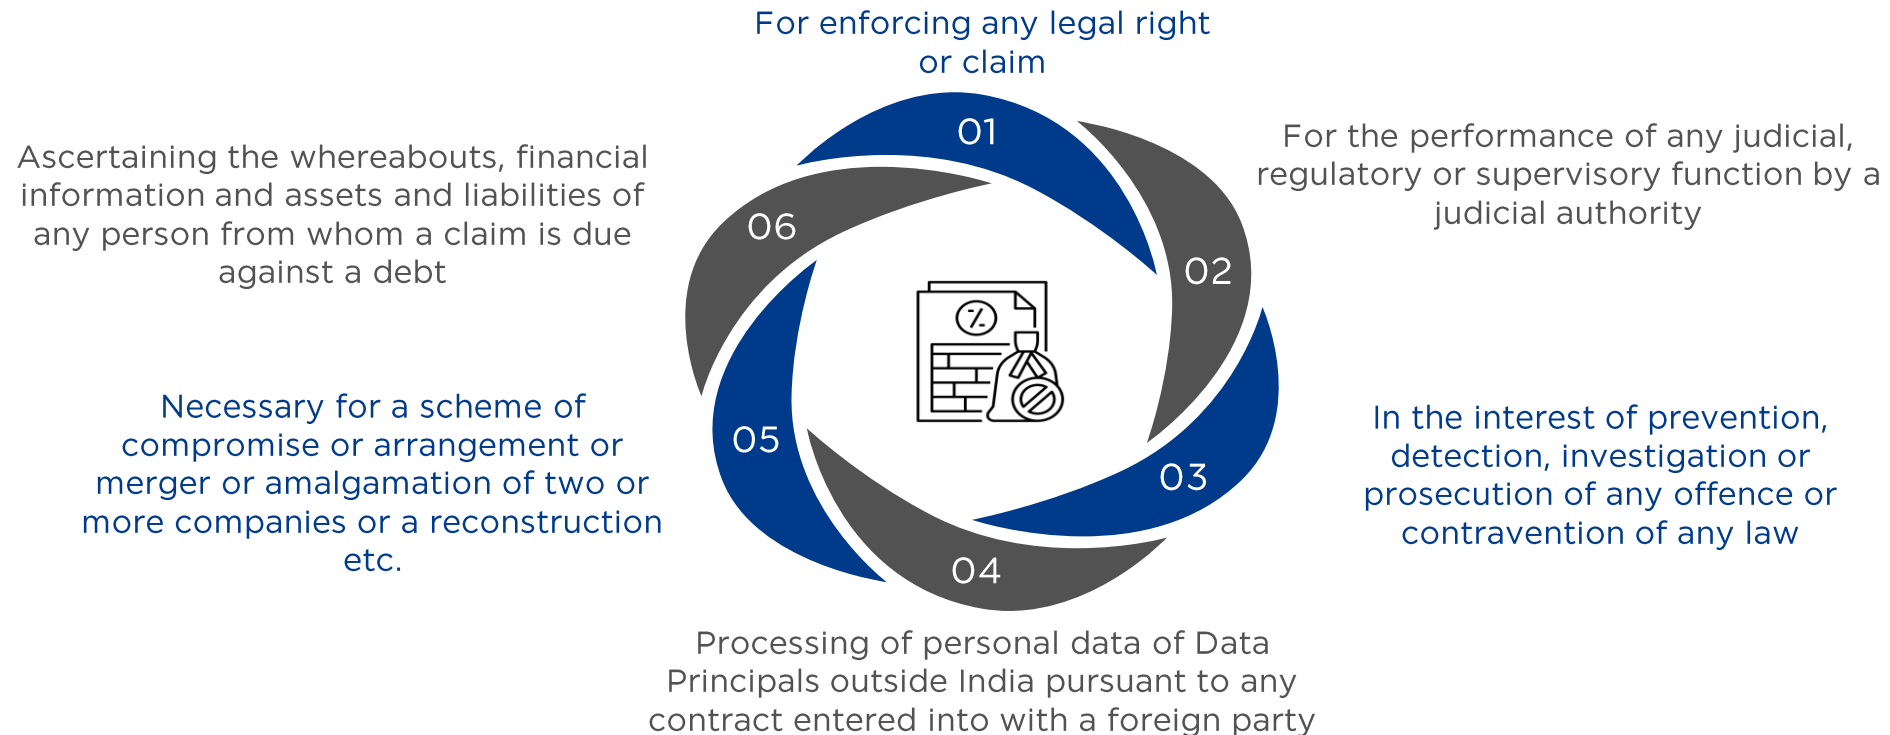 For enforcing any legal right
or claim
01
For the performance of any judicial,
regulatory or supervisory function by a
judicial authority
02
In the interest of prevention,
detection, investigation or
prosecution of any offence or
contravention of any law
03
04
Processing of personal data of Data
Principals outside India pursuant to any
contract entered into with a foreign party
Necessary for a scheme of
compromise or arrangement or
merger or amalgamation of two or
more companies or a reconstruction
etc.
05
Ascertaining the whereabouts, financial
information and assets and liabilities of
any person from whom a claim is due
against a debt
06